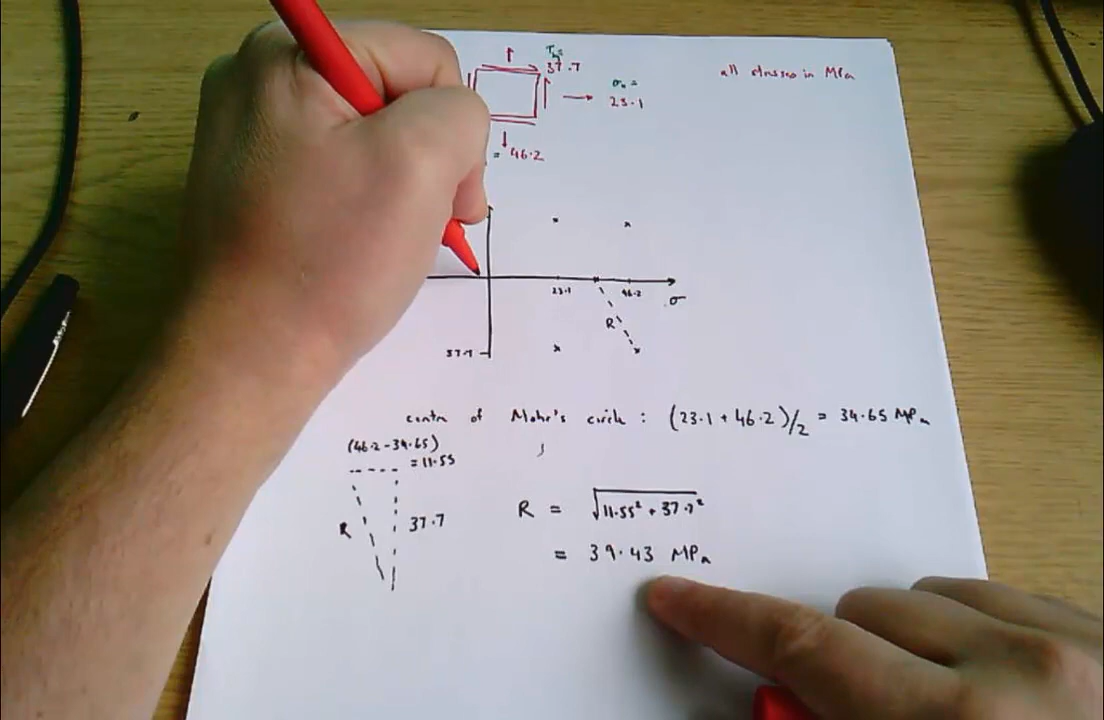 37.7
all stresses in MPa
σₕ =
23.1
= 46.2
23.1
46.2
σ
R
37.7
centre of Mohr's circle : (23.1 + 46.2)/2 = 34.65 MPa
(46.2-34.65)
= 11.55
R
37.7
R = √11.55² + 37.7²
= 39.43 MPa